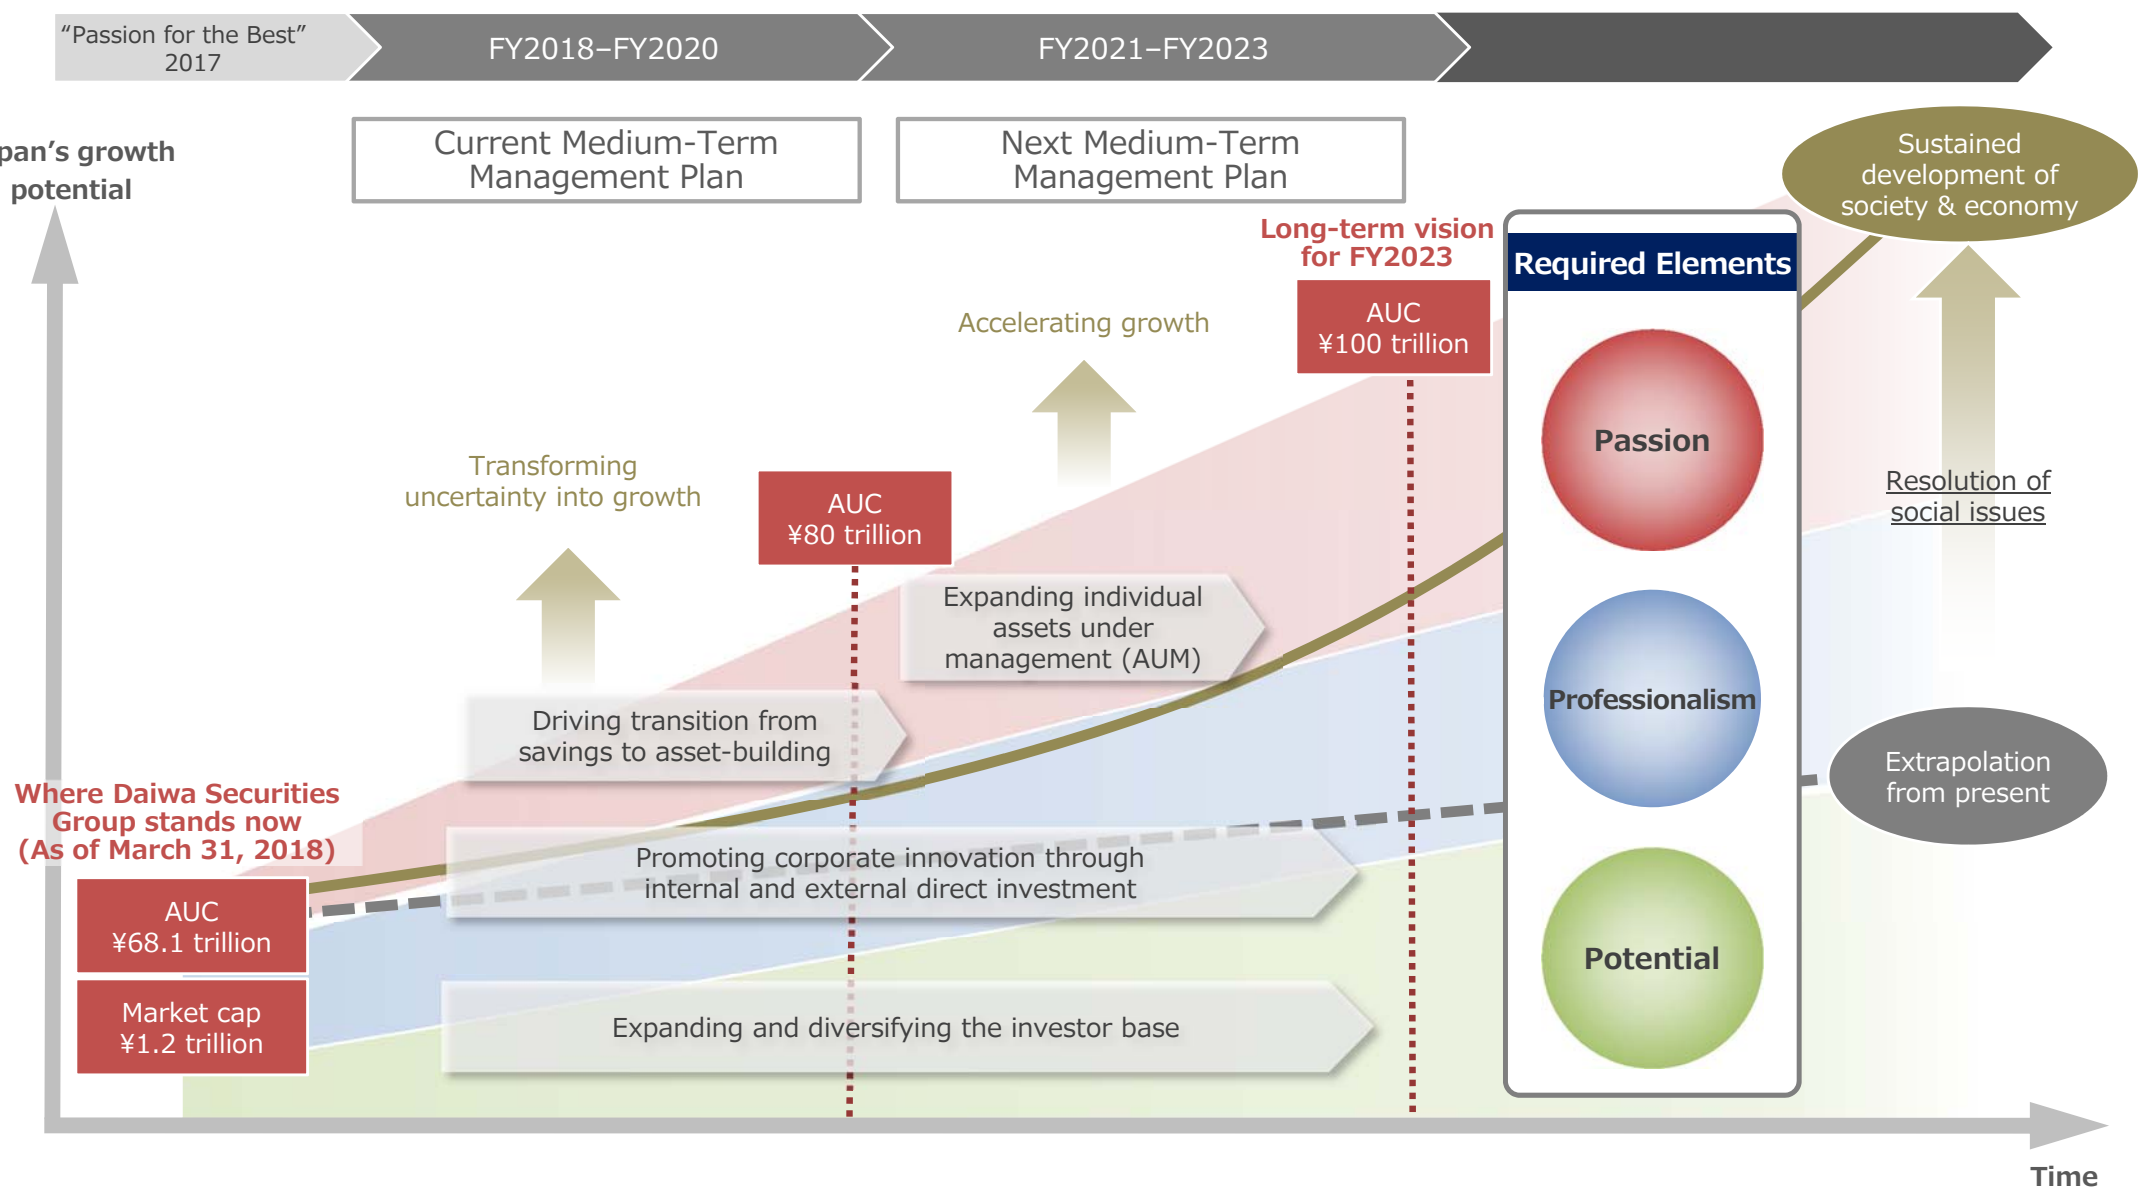 “Passion for the Best”
2017
FY2018–FY2020
FY2021–FY2023
pan’s growth
potential
Current Medium-Term
Management Plan
Next Medium-Term
Management Plan
Sustained
development of
society & economy
Long-term vision
for FY2023
Required Elements
AUC
¥100 trillion
Accelerating growth
Passion
Transforming
uncertainty into growth
AUC
¥80 trillion
Resolution of
social issues
Expanding individual
assets under
management (AUM)
Professionalism
Driving transition from
savings to asset-building
Extrapolation
from present
Where Daiwa Securities
Group stands now
(As of March 31, 2018)
Promoting corporate innovation through
internal and external direct investment
AUC
¥68.1 trillion
Potential
Market cap
¥1.2 trillion
Expanding and diversifying the investor base
Time